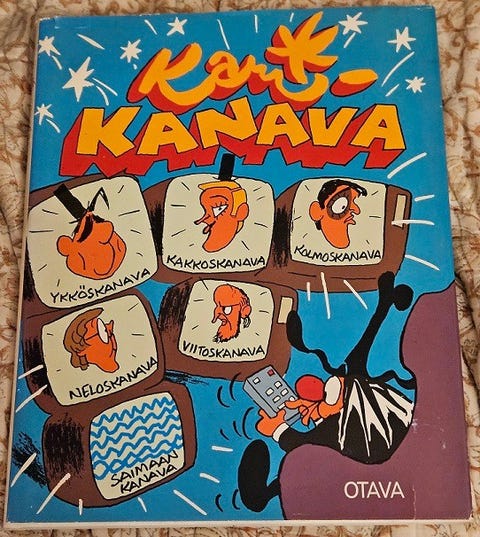 Kari-
KANAVA
YKKÖSKANAVA
KAKKOSKANAVA
KOLMOSKANAVA
NELOSKANAVA
VIITOSKANAVA
SAIMAAN
KANAVA
OTAVA